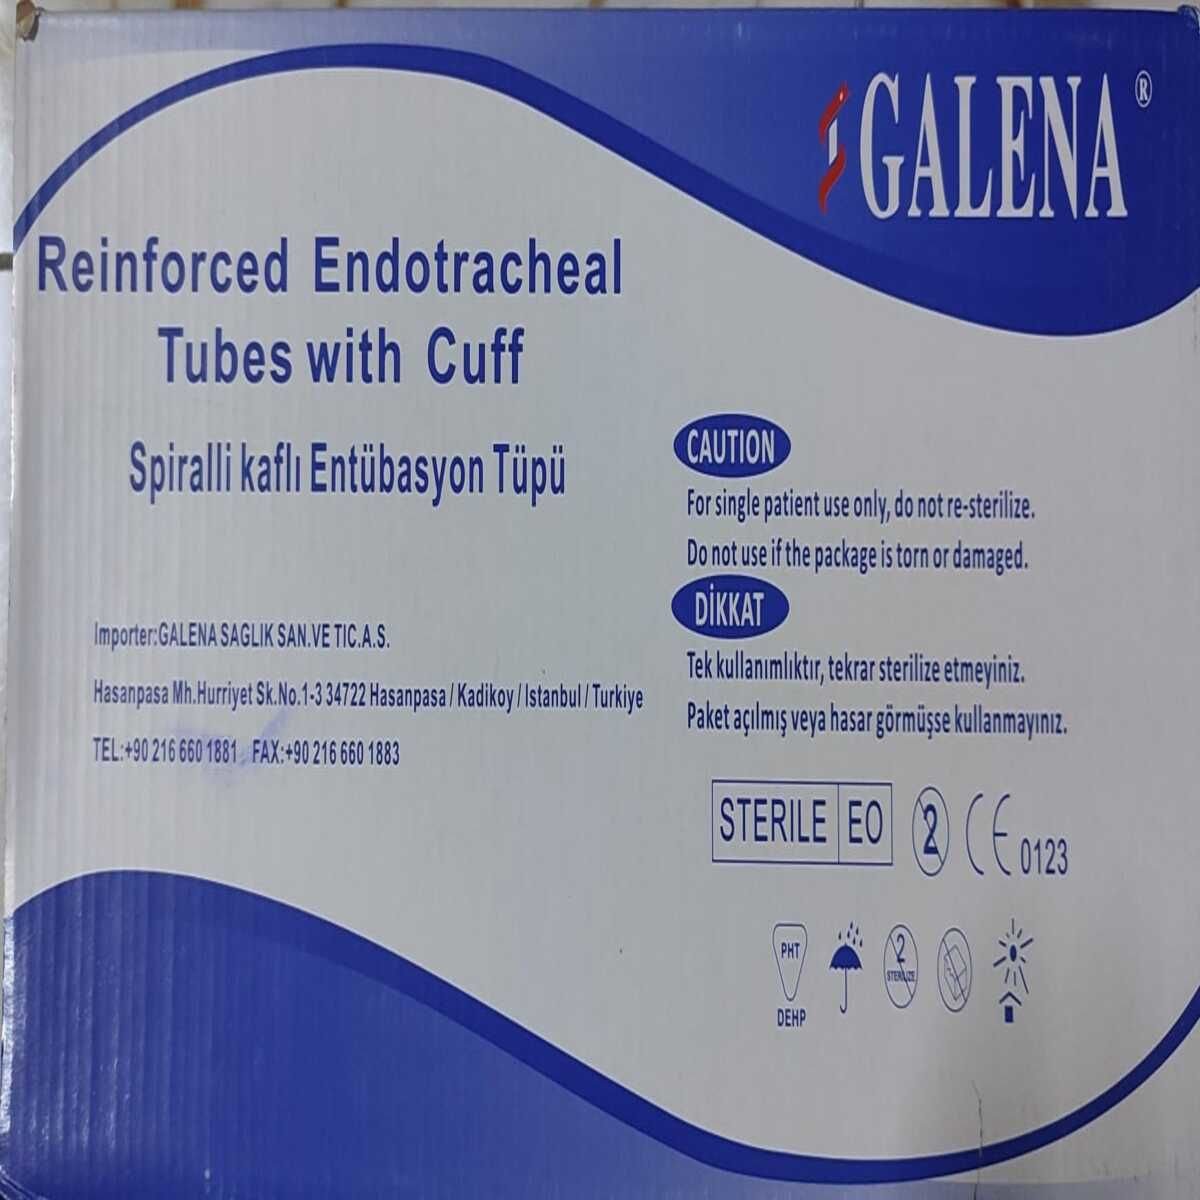 GALENA®
Reinforced Endotracheal
Tubes with Cuff
Spiralli kaflı Entübasyon Tüpü
CAUTION
For single patient use only, do not re-sterilize.
Do not use if the package is torn or damaged.
DİKKAT
Tek kullanımlıktır, tekrar sterilize etmeyiniz.
Paket açılmış veya hasar görmüşse kullanmayınız.
Importer:GALENA SAGLIK SAN.VE TIC.A.S.
Hasanpasa Mh.Hurriyet Sk.No.1-3 34722 Hasanpasa / Kadikoy / Istanbul / Turkiye
TEL:+90 216 660 1881 FAX:+90 216 660 1883
STERILE EO 2 CE 0123
PHT
DEHP
2
STERILIZE